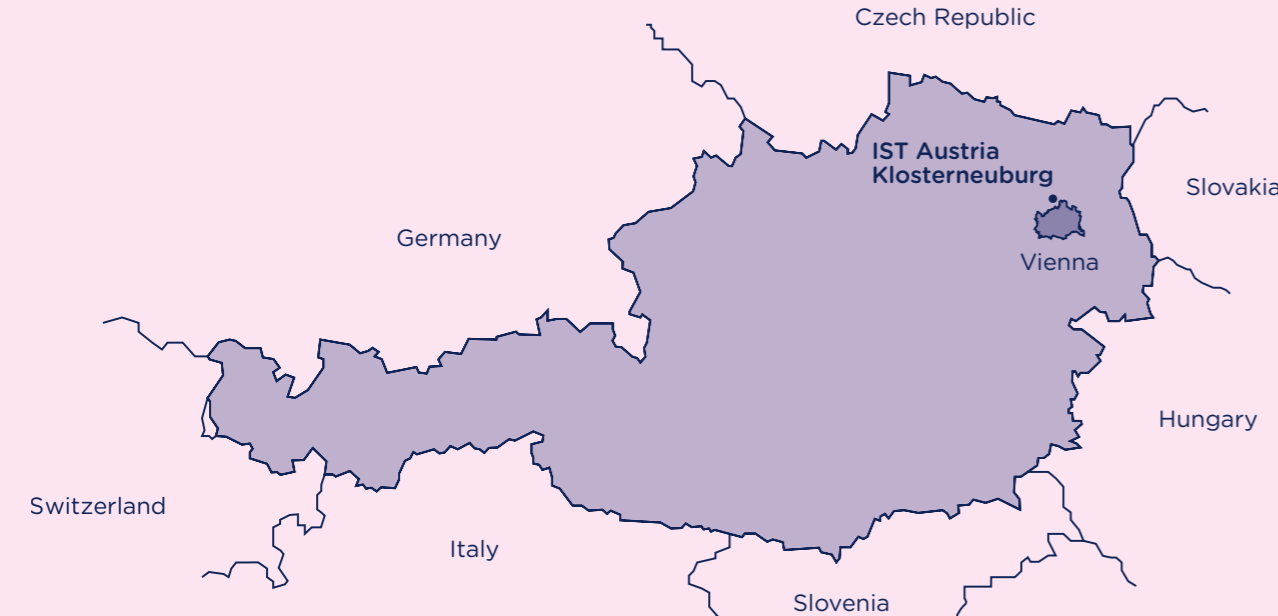 Czech Republic
IST Austria
Klosterneuburg
Slovakia
Germany
Vienna
Hungary
Switzerland
Italy
Slovenia